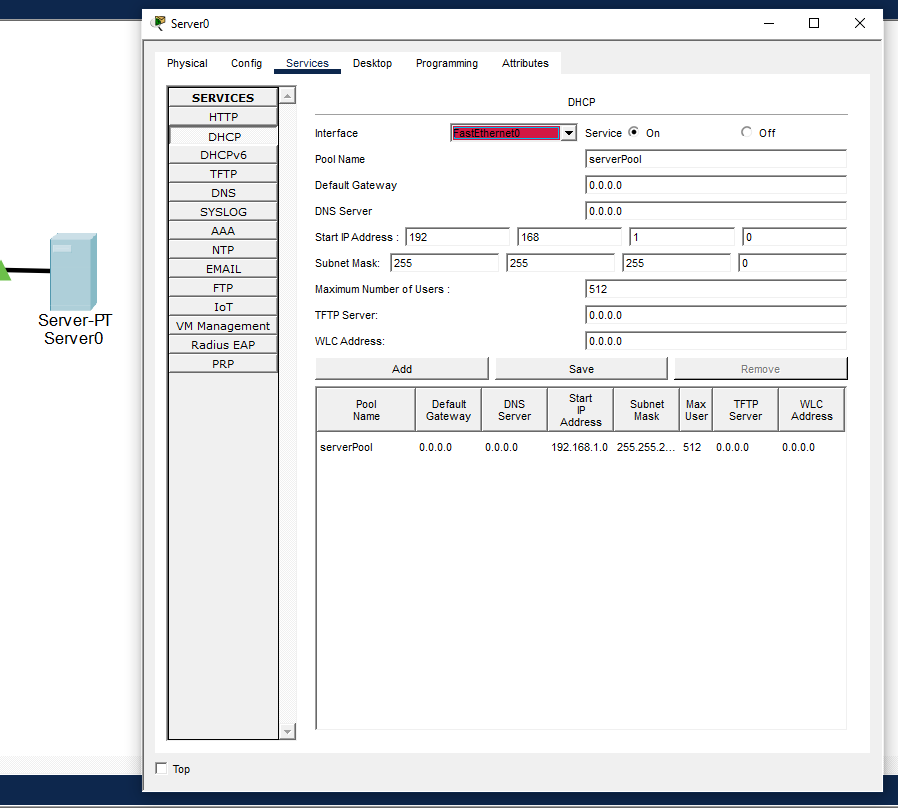 Server0
Physical Config Services Desktop Programming Attributes
SERVICES
HTTP
DHCP
DHCPv6
TFTP
DNS
SYSLOG
AAA
NTP
EMAIL
FTP
IoT
VM Management
Radius EAP
PRP
DHCP
Interface FastEthernet0 Service On Off
Pool Name serverPool
Default Gateway 0.0.0.0
DNS Server 0.0.0.0
Start IP Address : 192 168 1 0
Subnet Mask: 255 255 255 0
Maximum Number of Users : 512
TFTP Server: 0.0.0.0
WLC Address: 0.0.0.0
Add Save Remove
Pool Name Default Gateway DNS Server Start IP Address Subnet Mask Max User TFTP Server WLC Address
serverPool 0.0.0.0 0.0.0.0 192.168.1.0 255.255.2... 512 0.0.0.0 0.0.0.0
Top
Server-PT
Server0